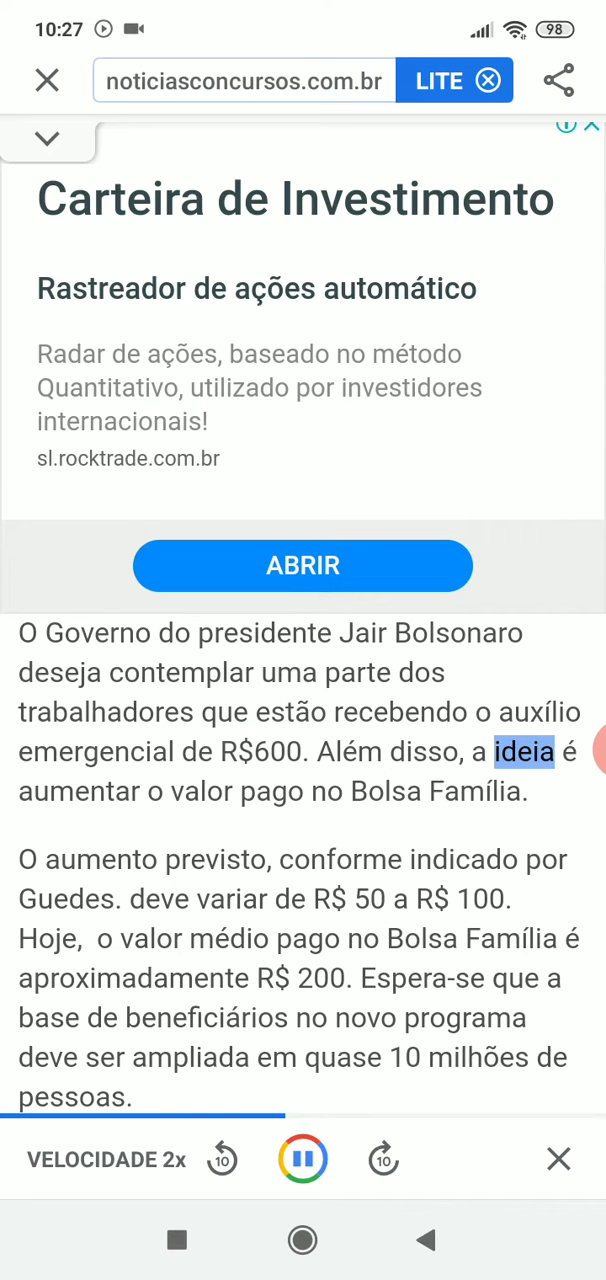 10:27
98
noticiasconcursos.com.br
LITE
Carteira de Investimento
Rastreador de ações automático
Radar de ações, baseado no método
Quantitativo, utilizado por investidores
internacionais!
sl.rocktrade.com.br
ABRIR
O Governo do presidente Jair Bolsonaro
deseja contemplar uma parte dos
trabalhadores que estão recebendo o auxílio
emergencial de R$600. Além disso, a ideia é
aumentar o valor pago no Bolsa Família.
O aumento previsto, conforme indicado por
Guedes. deve variar de R$ 50 a R$ 100.
Hoje,  o valor médio pago no Bolsa Família é
aproximadamente R$ 200. Espera-se que a
base de beneficiários no novo programa
deve ser ampliada em quase 10 milhões de
pessoas.
VELOCIDADE 2x
10
10